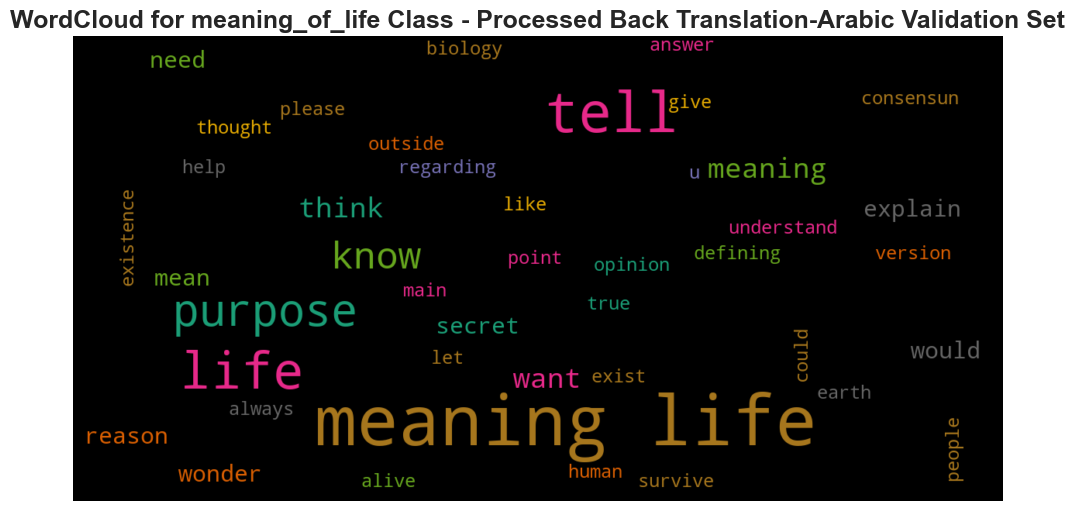 WordCloud for meaning_of_life Class - Processed Back Translation-Arabic Validation Set
biology
answer
need
tell
give
consensun
please
thought
outside
help
regarding
u
meaning
existence
think
like
explain
understand
know
point
opinion
defining
version
mean
main
true
purpose
secret
let
could
would
life
want
exist
earth
always
meaning life
reason
people
wonder
alive
human
survive